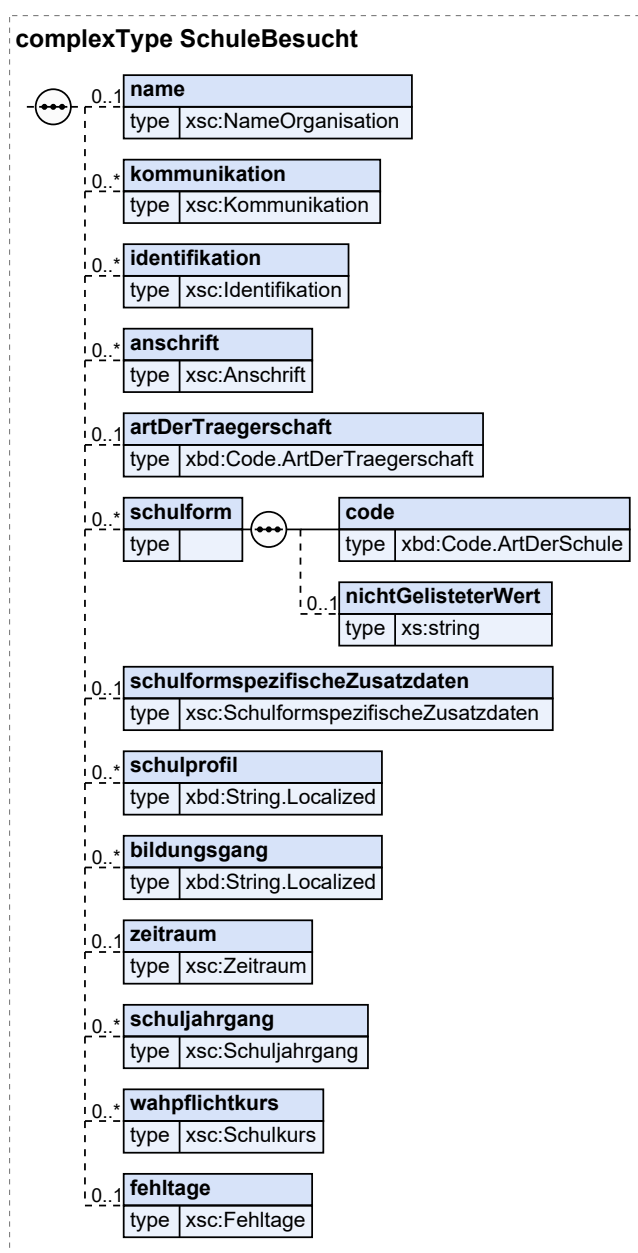 complexType SchuleBesucht
0..1 name
type xsc:NameOrganisation
0..* kommunikation
type xsc:Kommunikation
0..* identifikation
type xsc:Identifikation
0..* anschrift
type xsc:Anschrift
0..1 artDerTraegerschaft
type xbd:Code.ArtDerTraegerschaft
0..* schulform code
type type xbd:Code.ArtDerSchule
0..1 nichtGelisteterWert
type xs:string
0..1 schulformspezifischeZusatzdaten
type xsc:SchulformspezifischeZusatzdaten
0..* schulprofil
type xbd:String.Localized
0..* bildungsgang
type xbd:String.Localized
0..1 zeitraum
type xsc:Zeitraum
0..* schuljahrgang
type xsc:Schuljahrgang
0..* wahpflichtkurs
type xsc:Schulkurs
0..1 fehltage
type xsc:Fehltage